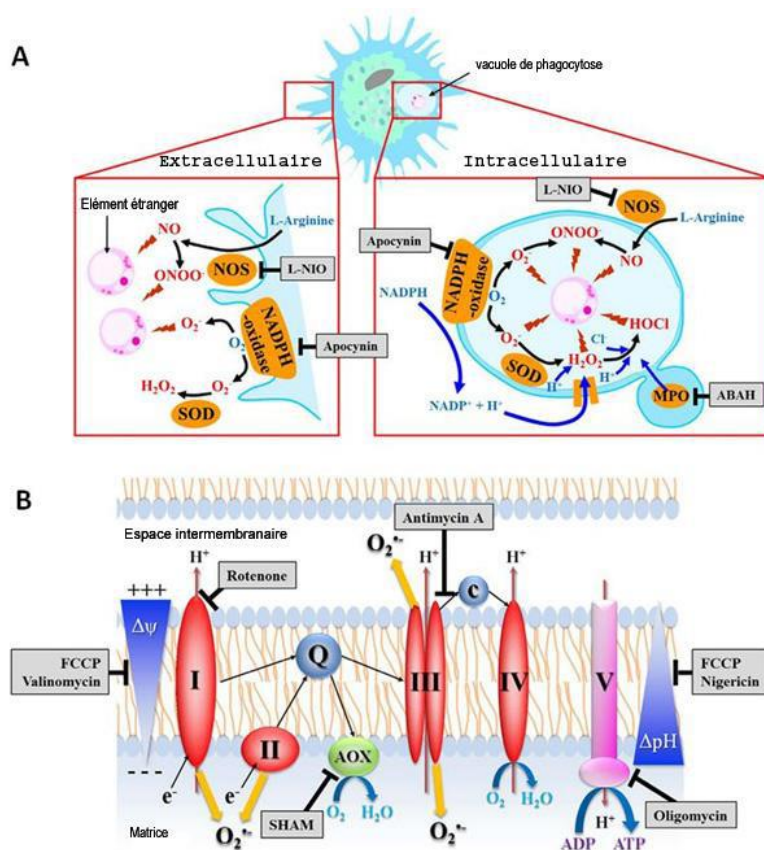 A
vacuole de phagocytose
Extracellulaire
Elément étranger
NO
L-Arginine
ONOO⁻
NOS
L-NIO
O₂⁻
O₂
NADPH
-oxidase
Apocynin
H₂O₂
O₂⁻
SOD
Intracellulaire
L-NIO
NOS
L-Arginine
Apocynin
ONOO⁻
O₂⁻
NO
NADPH
-oxidase
O₂
NADPH
HOCl
O₂⁻
Cl⁻
H₂O₂
SOD
H⁺
H⁺
MPO
ABAH
NADP⁺ + H⁺
B
Espace intermembranaire
Antimycin A
O₂•-
H⁺
H⁺
H⁺
Rotenone
c
+++
Δψ
FCCP
Valinomycin
I
Q
III
IV
V
FCCP
Nigericin
II
AOX
ΔpH
- - -
e⁻
e⁻
SHAM
O₂
H₂O
O₂
H₂O
Oligomycin
H⁺
Matrice
O₂•-
O₂•-
ADP
ATP